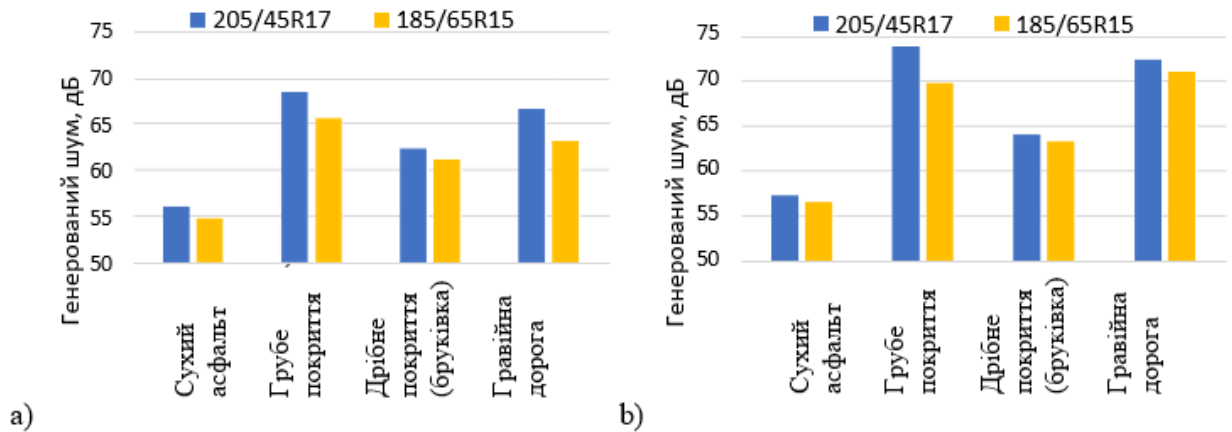 205/45R17 185/65R15
Генерований шум, дБ
75
70
65
60
55
50
Сухий
асфальт
Грубе
покриття
Дрібне
покриття
(бруківка)
Гравійна
дорога
a)
205/45R17 185/65R15
Генерований шум, дБ
75
70
65
60
55
50
Сухий
асфальт
Грубе
покриття
Дрібне
покриття
(бруківка)
Гравійна
дорога
b)